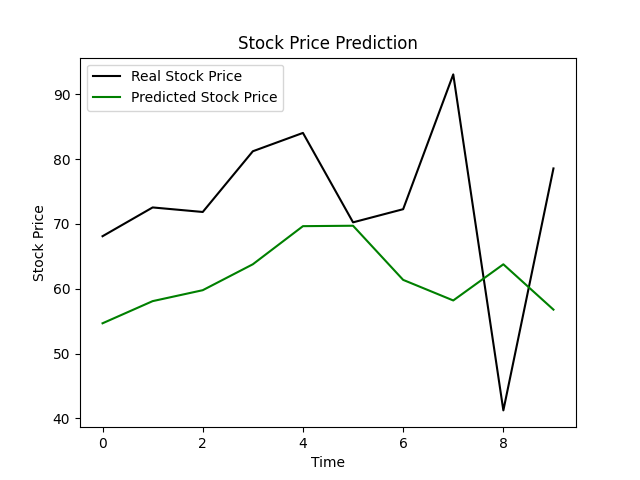 Stock Price Prediction
Real Stock Price
Predicted Stock Price
90
80
70
60
50
40
Stock Price
0 2 4 6 8
Time